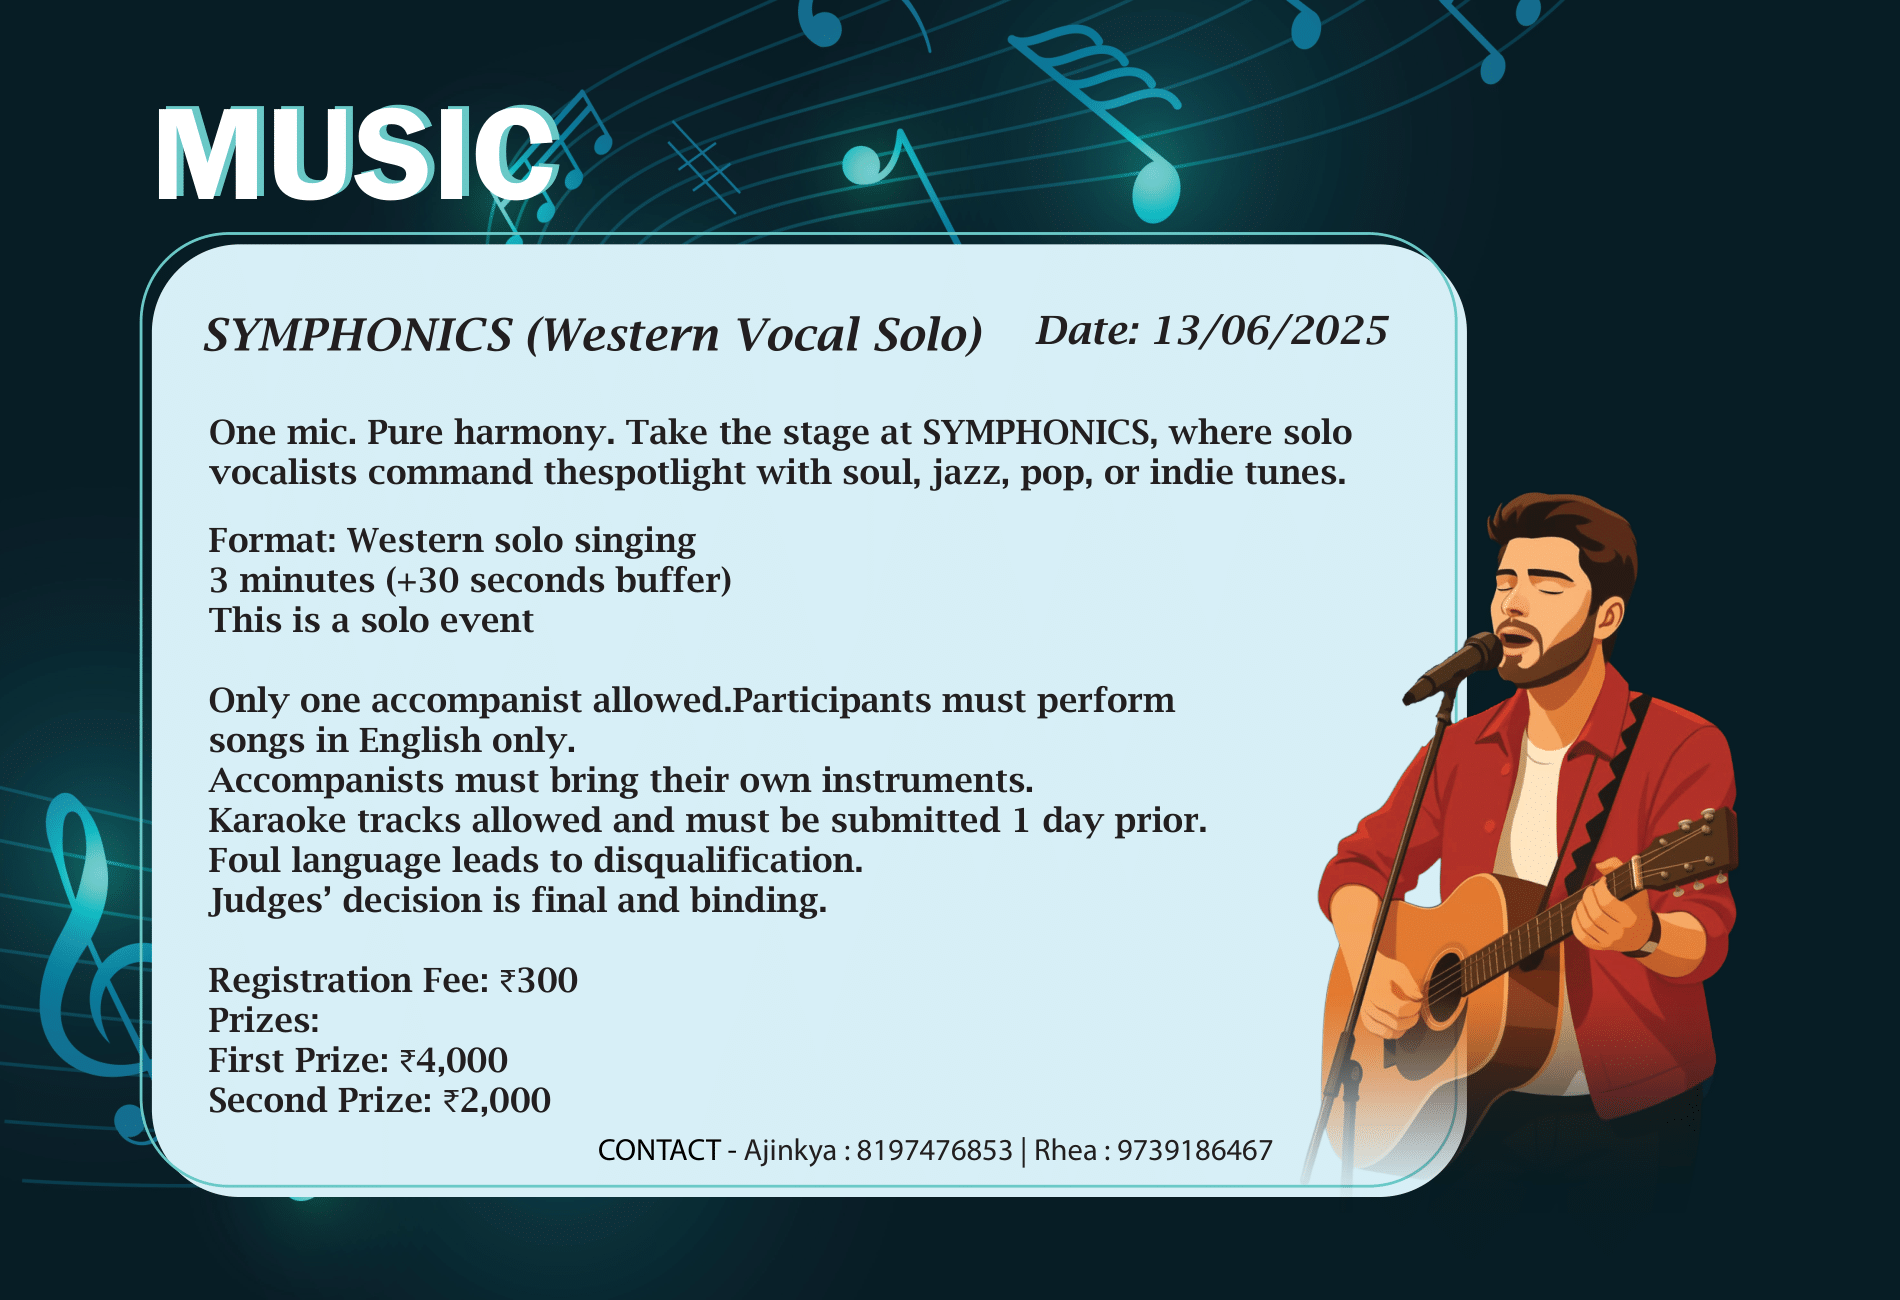 MUSIC
SYMPHONICS (Western Vocal Solo)
Date: 13/06/2025
One mic. Pure harmony. Take the stage at SYMPHONICS, where solo
vocalists command thespotlight with soul, jazz, pop, or indie tunes.
Format: Western solo singing
3 minutes (+30 seconds buffer)
This is a solo event
Only one accompanist allowed.Participants must perform
songs in English only.
Accompanists must bring their own instruments.
Karaoke tracks allowed and must be submitted 1 day prior.
Foul language leads to disqualification.
Judges’ decision is final and binding.
Registration Fee: ₹300
Prizes:
First Prize: ₹4,000
Second Prize: ₹2,000
CONTACT - Ajinkya : 8197476853 | Rhea : 9739186467